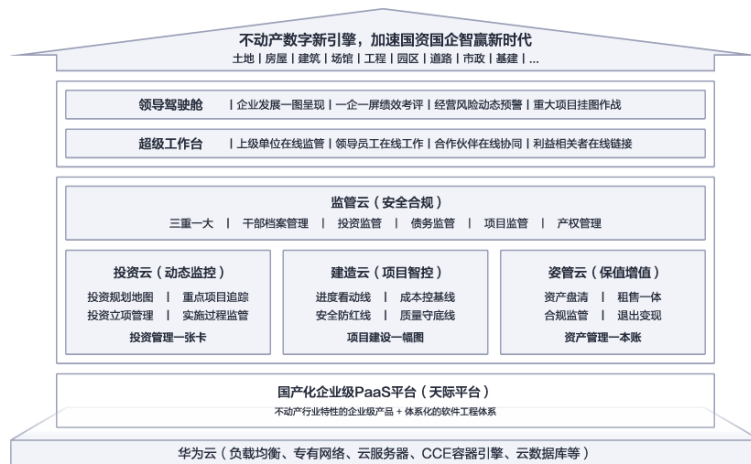 不动产数字新引擎，加速国资国企智赢新时代
土地 | 房屋 | 建筑 | 场馆 | 工程 | 园区 | 道路 | 市政 | 基建 | ...
领导驾驶舱 | 企业发展一图呈现 | 一企一屏绩效考评 | 经营风险动态预警 | 重大项目挂图作战
超级工作台 | 上级单位在线监管 | 领导员工在线工作 | 合作伙伴在线协同 | 利益相关者在线链接
监管云（安全合规）
三重一大 | 干部档案管理 | 投资监管 | 债务监管 | 项目监管 | 产权管理
投资云（动态监控）
投资规划地图 | 重点项目追踪
投资立项管理 | 实施过程监管
投资管理一张卡
建造云（项目智控）
进度看动线 | 成本控基线
安全防红线 | 质量守底线
项目建设一幅图
姿管云（保值增值）
资产盘清 | 租售一体
合规监管 | 退出变现
资产管理一本账
国产化企业级PaaS平台（天际平台）
不动产行业特性的企业级产品 + 体系化的软件工程体系
华为云（负载均衡、专有网络、云服务器、CCE容器引擎、云数据库等）